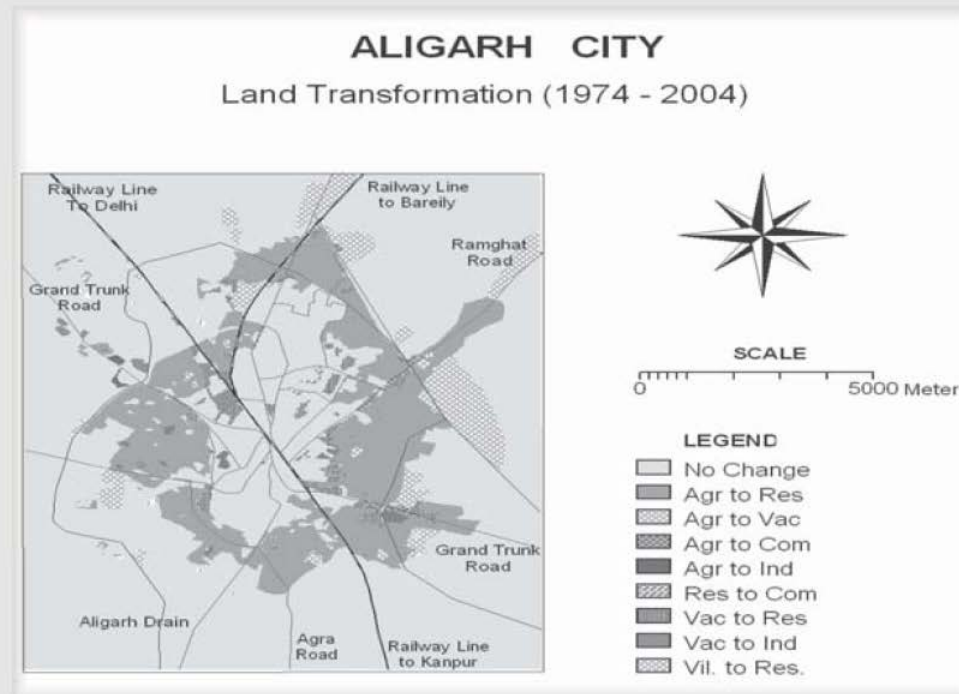 ALIGARH CITY
Land Transformation (1974 - 2004)
Railway Line
To Delhi
Railway Line
to Bareily
Ramghat
Road
Grand Trunk
Road
Grand Trunk
Road
Aligarh Drain
Agra
Road
Railway Line
to Kanpur
SCALE
0 5000 Meter
LEGEND
No Change
Agr to Res
Agr to Vac
Agr to Com
Agr to Ind
Res to Com
Vac to Res
Vac to Ind
Vil. to Res.